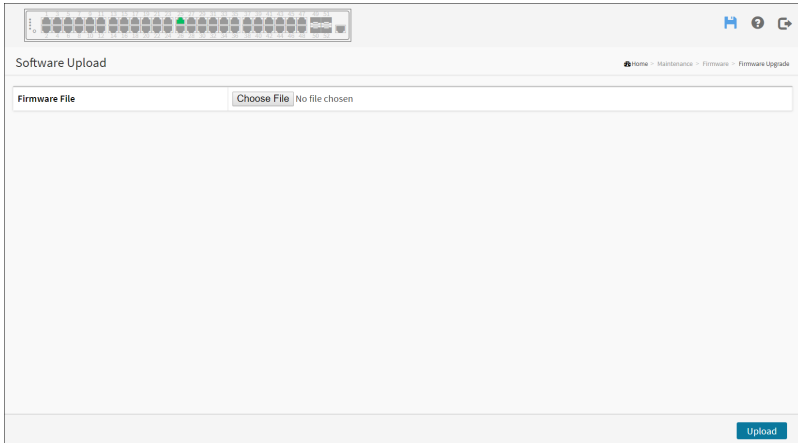 Software Upload
Home > Maintenance > Firmware > Firmware Upgrade
Firmware File
Choose File No file chosen
Upload